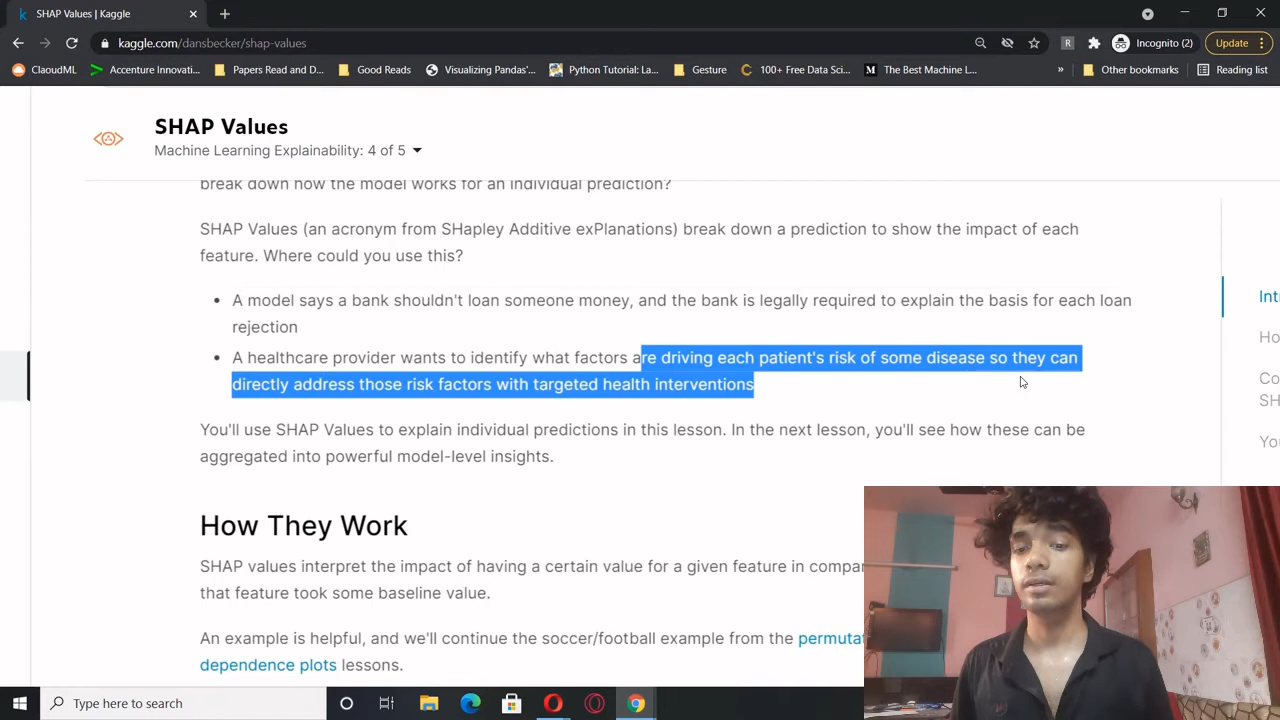 SHAP Values | Kaggle
kaggle.com/dansbecker/shap-values
Incognito (2)
Update
ClaoudML
Accenture Innovati...
Papers Read and D...
Good Reads
Visualizing Pandas'...
Python Tutorial: La...
Gesture
100+ Free Data Sci...
The Best Machine L...
Other bookmarks
Reading list
SHAP Values
Machine Learning Explainability: 4 of 5
break down how the model works for an individual prediction?
SHAP Values (an acronym from SHapley Additive exPlanations) break down a prediction to show the impact of each
feature. Where could you use this?
• A model says a bank shouldn't loan someone money, and the bank is legally required to explain the basis for each loan
rejection
• A healthcare provider wants to identify what factors are driving each patient's risk of some disease so they can
directly address those risk factors with targeted health interventions
You'll use SHAP Values to explain individual predictions in this lesson. In the next lesson, you'll see how these can be
aggregated into powerful model-level insights.
How They Work
SHAP values interpret the impact of having a certain value for a given feature in compa
that feature took some baseline value.
An example is helpful, and we'll continue the soccer/football example from the permuta
dependence plots lessons.
Int
Ho
Co
SH
Yo
Type here to search